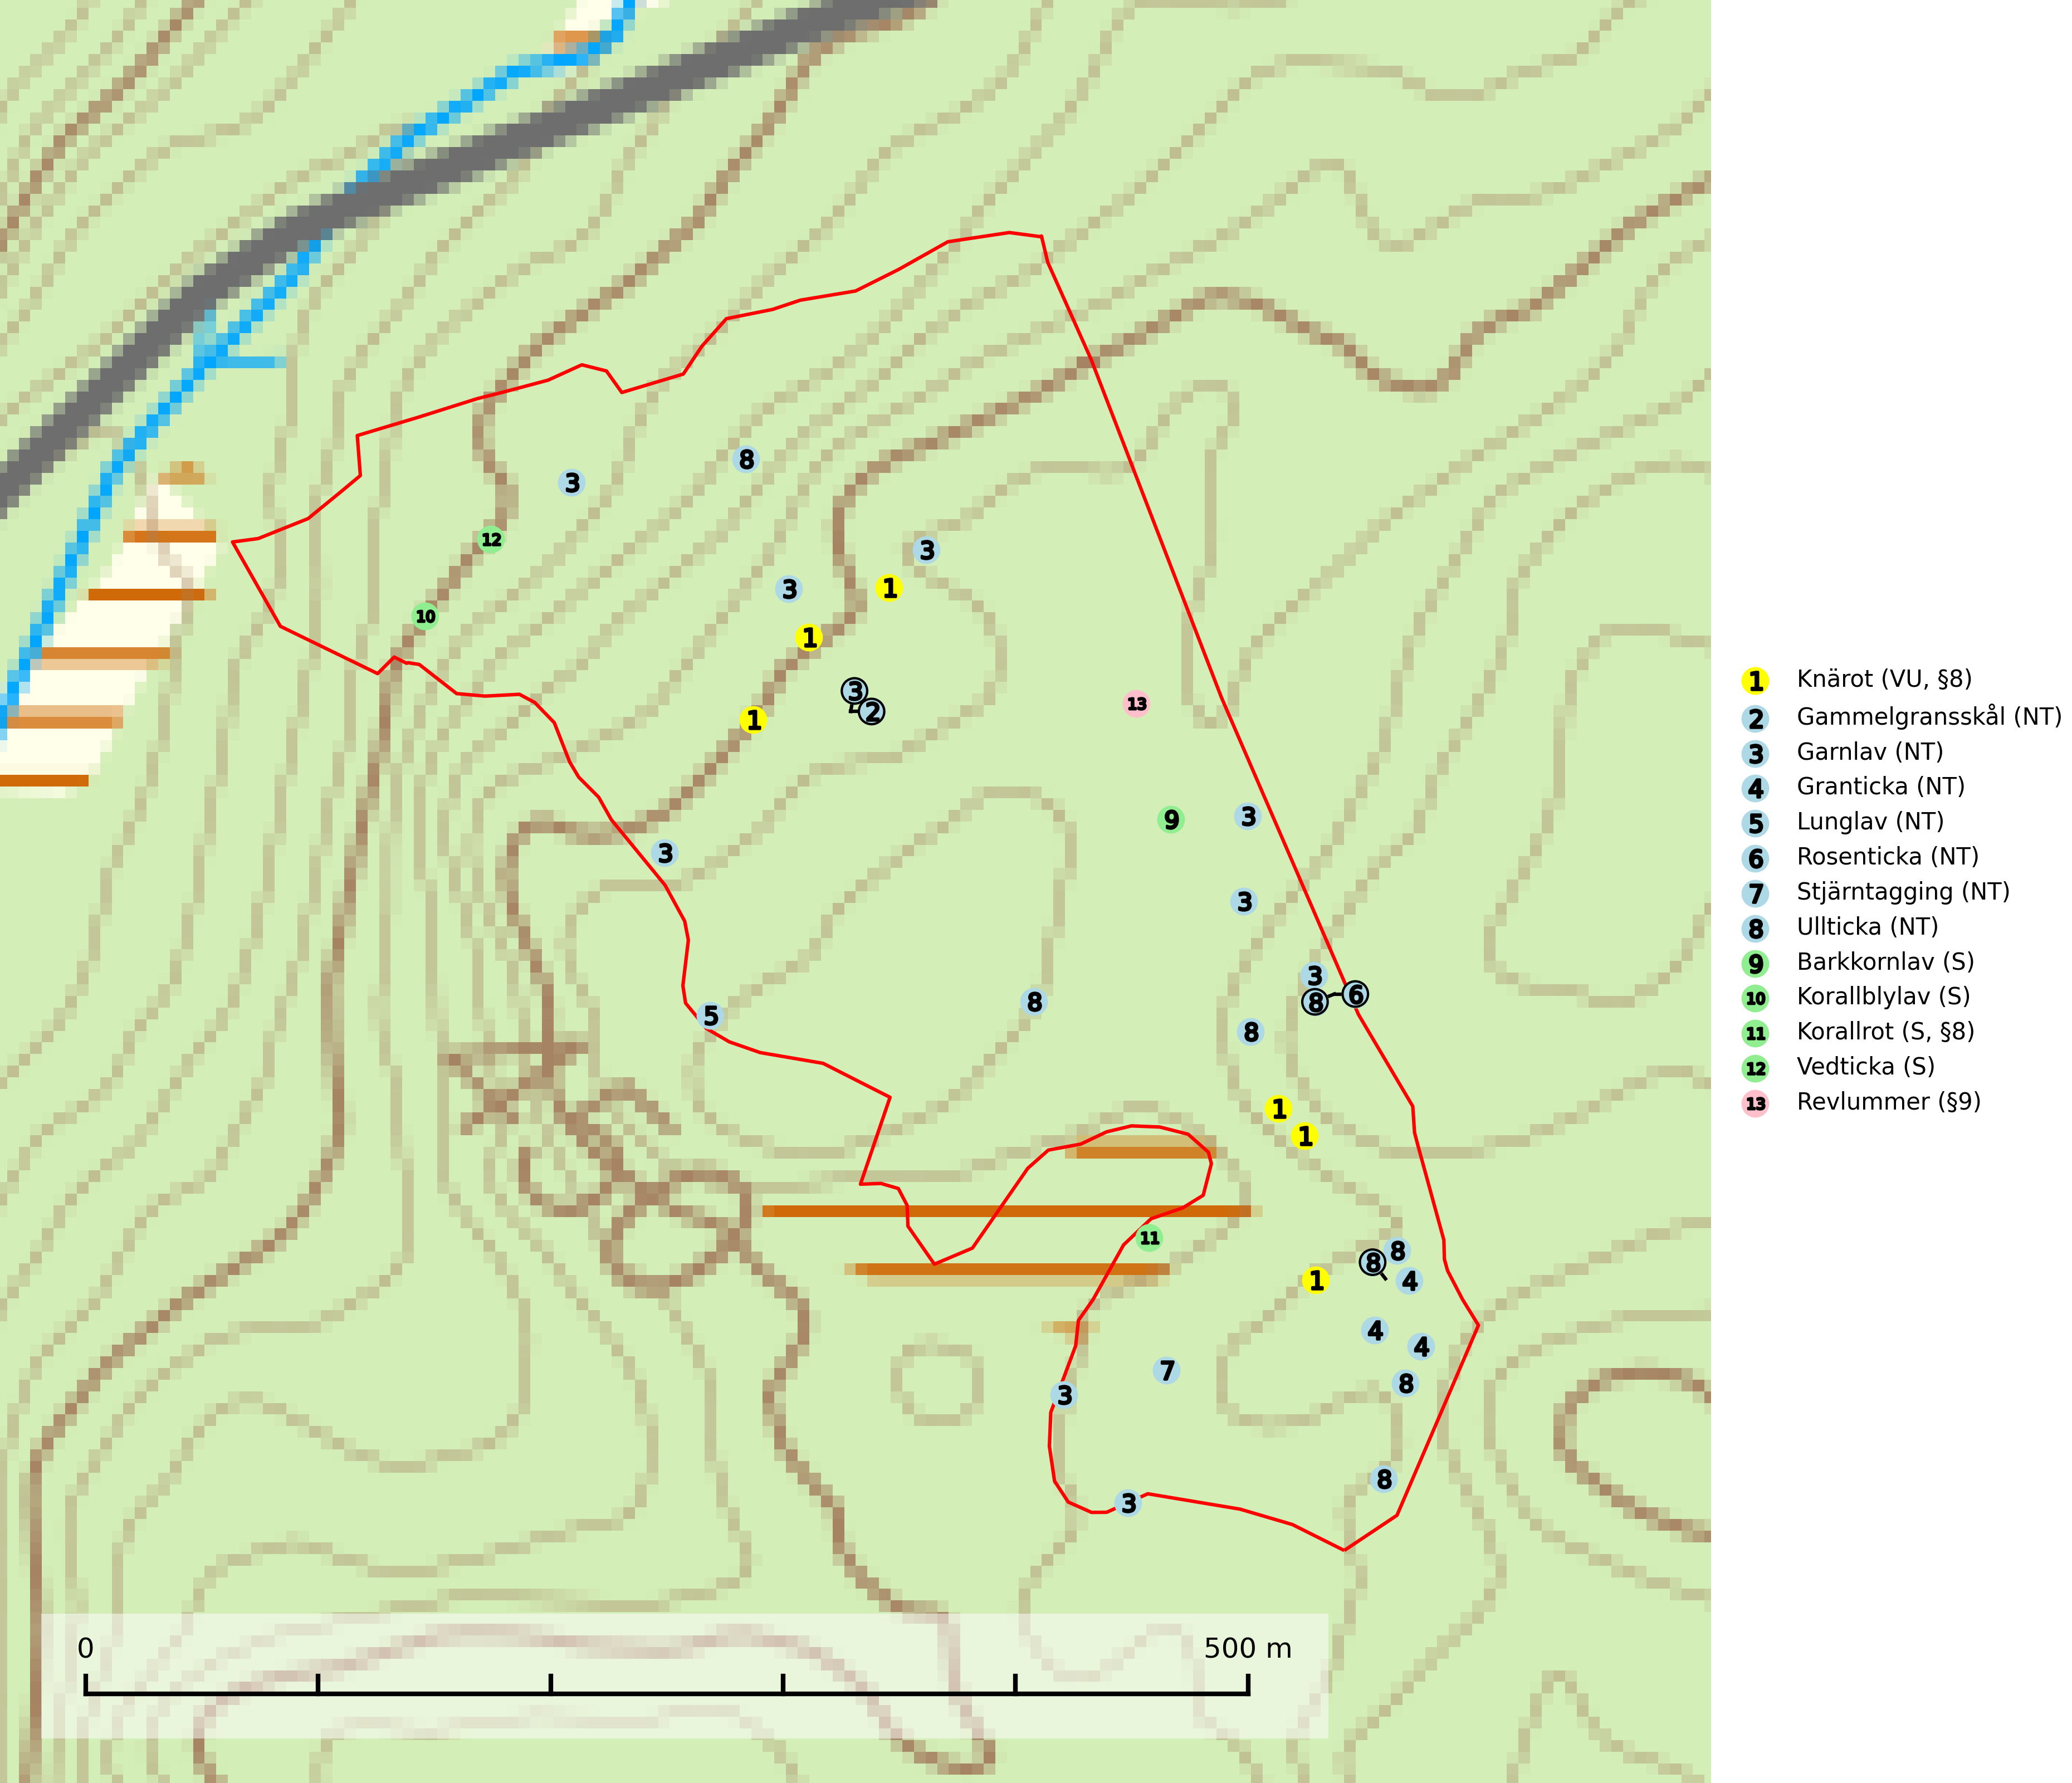 8
3
12
3
3
1
10
1
3
2
13
1
9
3
3
3
3
8
6
5
8
8
1
1
11
8
8
1
4
4
4
7
8
3
8
3
0 500 m
1 Knärot (VU, §8)
2 Gammelgransskål (NT)
3 Garnlav (NT)
4 Granticka (NT)
5 Lunglav (NT)
6 Rosenticka (NT)
7 Stjärntagging (NT)
8 Ullticka (NT)
9 Barkkornlav (S)
10 Korallblylav (S)
11 Korallrot (S, §8)
12 Vedticka (S)
13 Revlummer (§9)